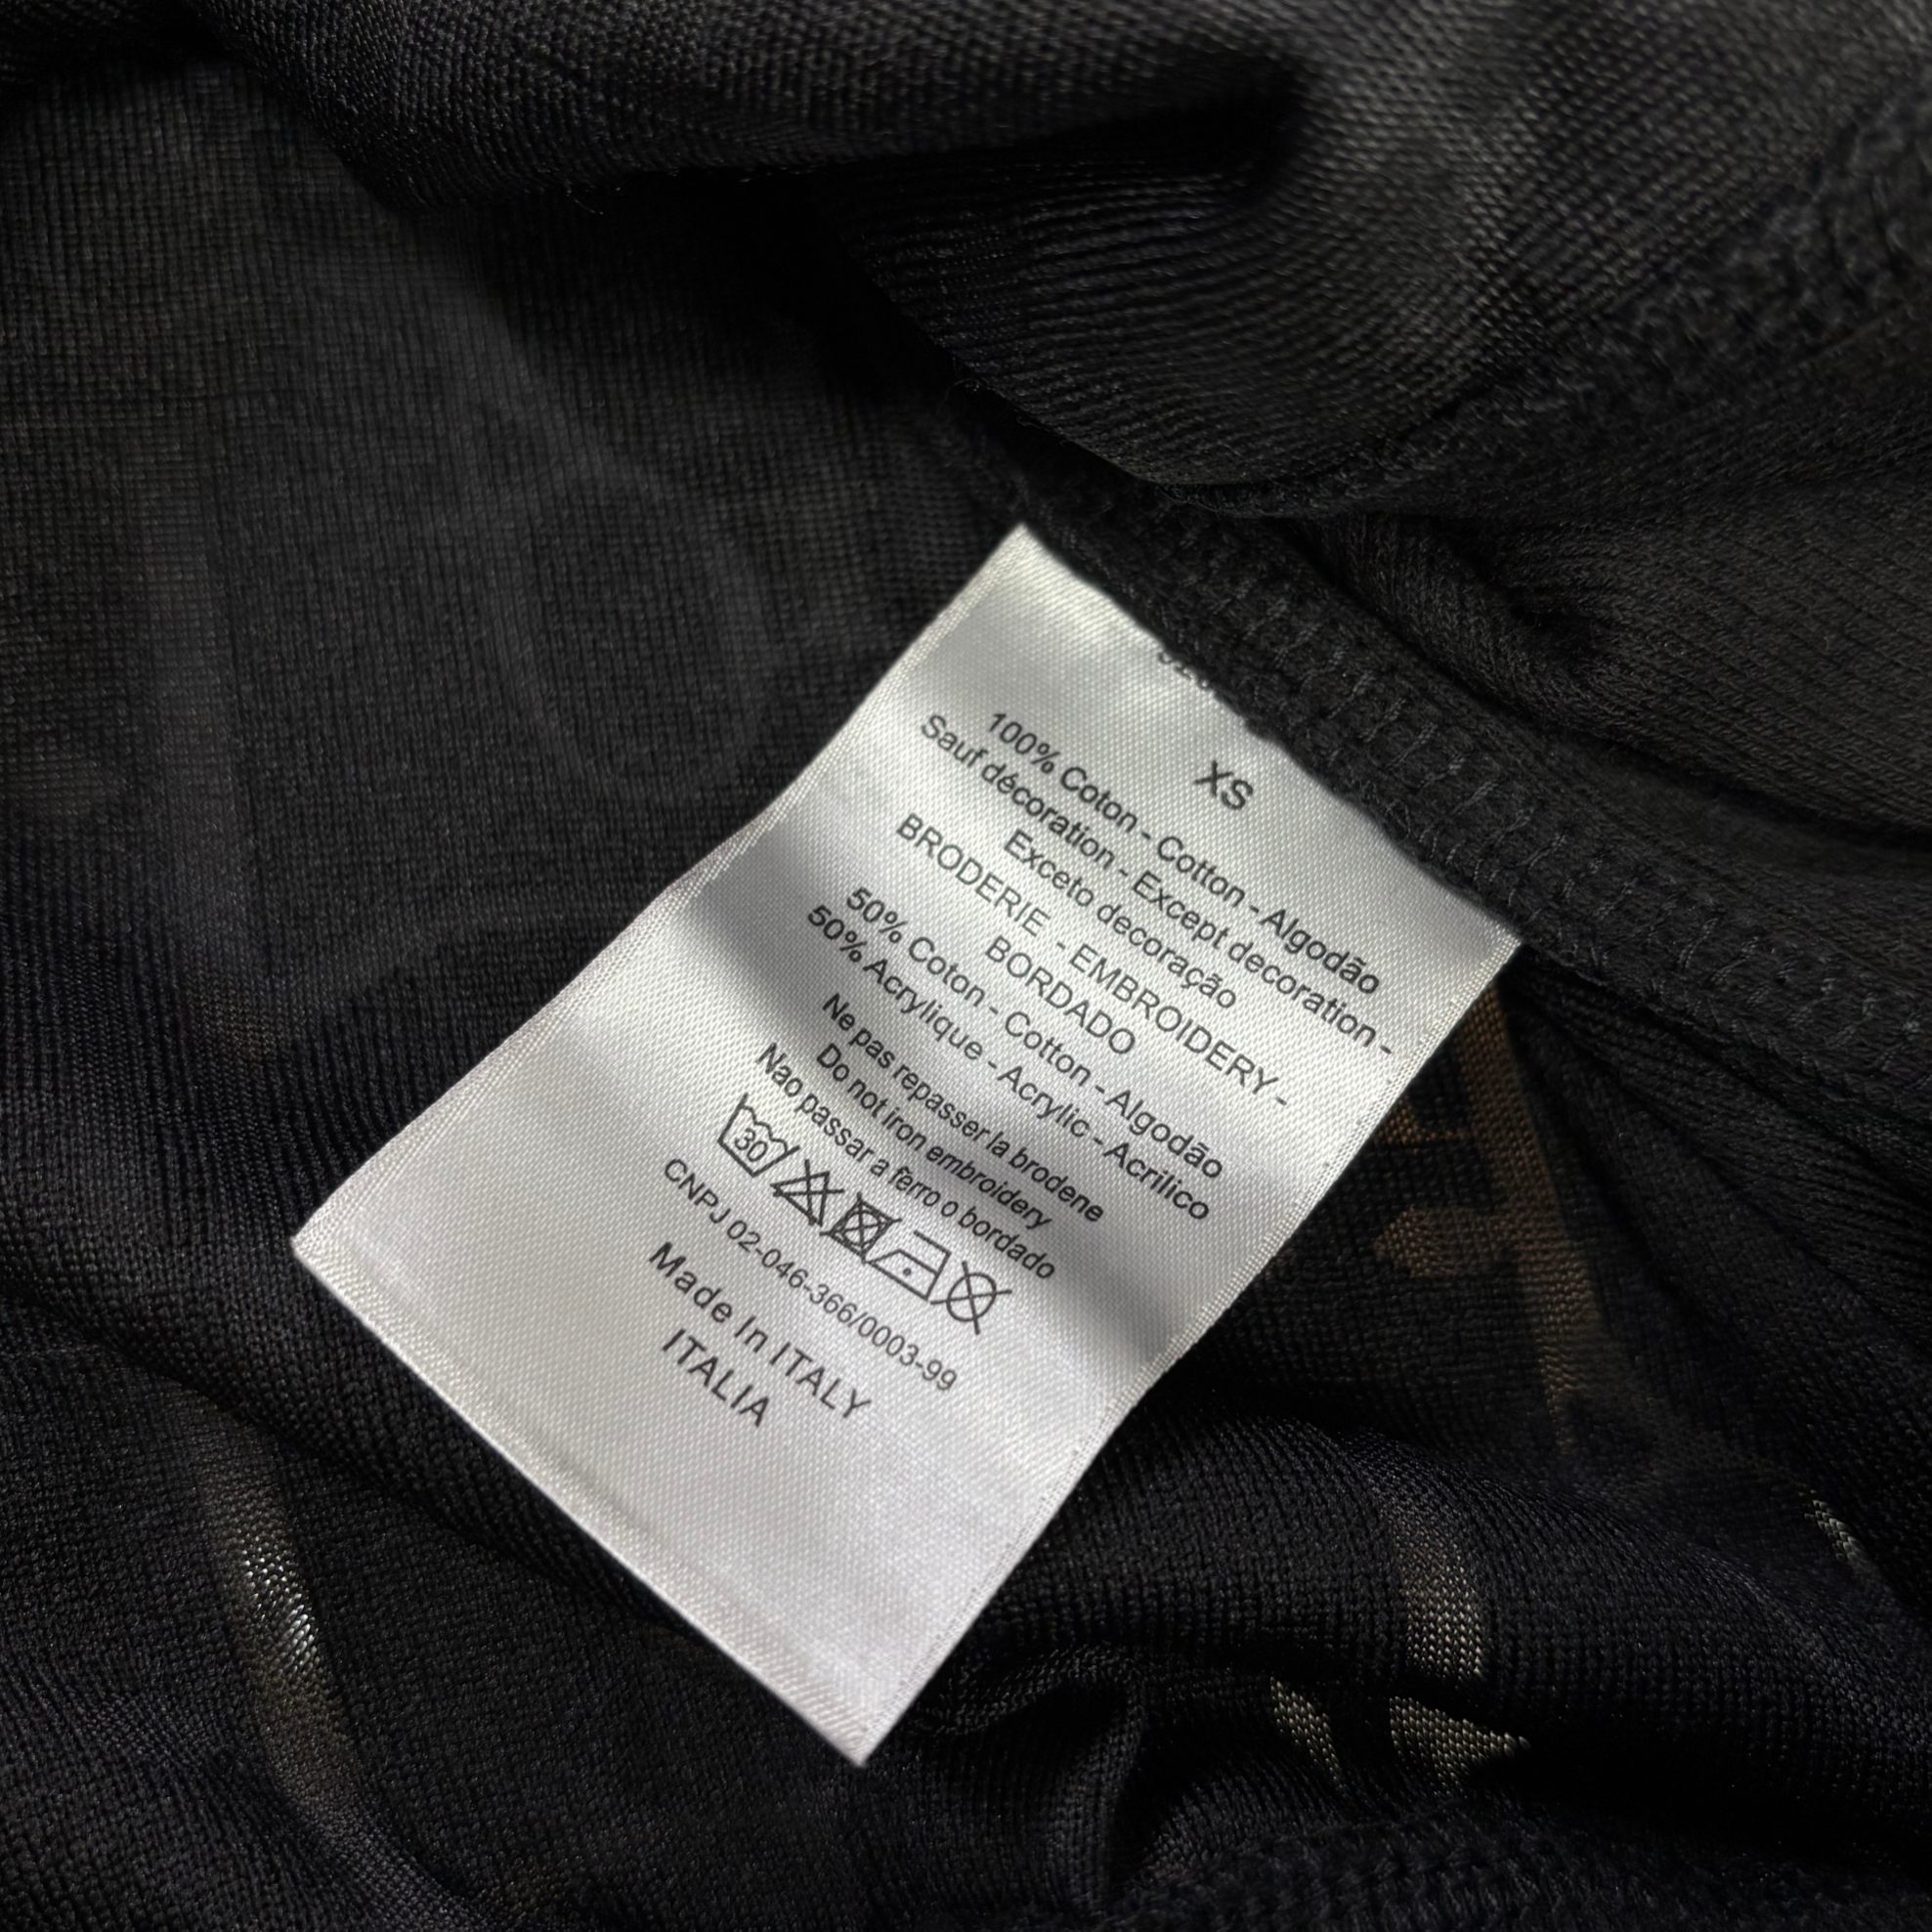 XS
100% Coton - Cotton - Algodão
Sauf décoration - Except decoration -
Exceto decoração
BRODERIE - EMBROIDERY -
BORDADO
50% Coton - Cotton - Algodão
50% Acrylique - Acrylic - Acrilico
Ne pas repasser la brodene
Do not iron embroidery
Nao passar a ferro o bordado
30
CNPJ 02-046-366/0003-99
Made In ITALY
ITALIA